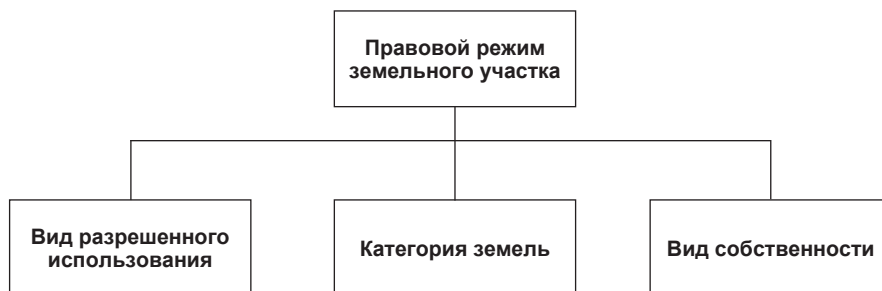 Правовой режим
земельного участка
Вид разрешенного
использования
Категория земель
Вид собственности